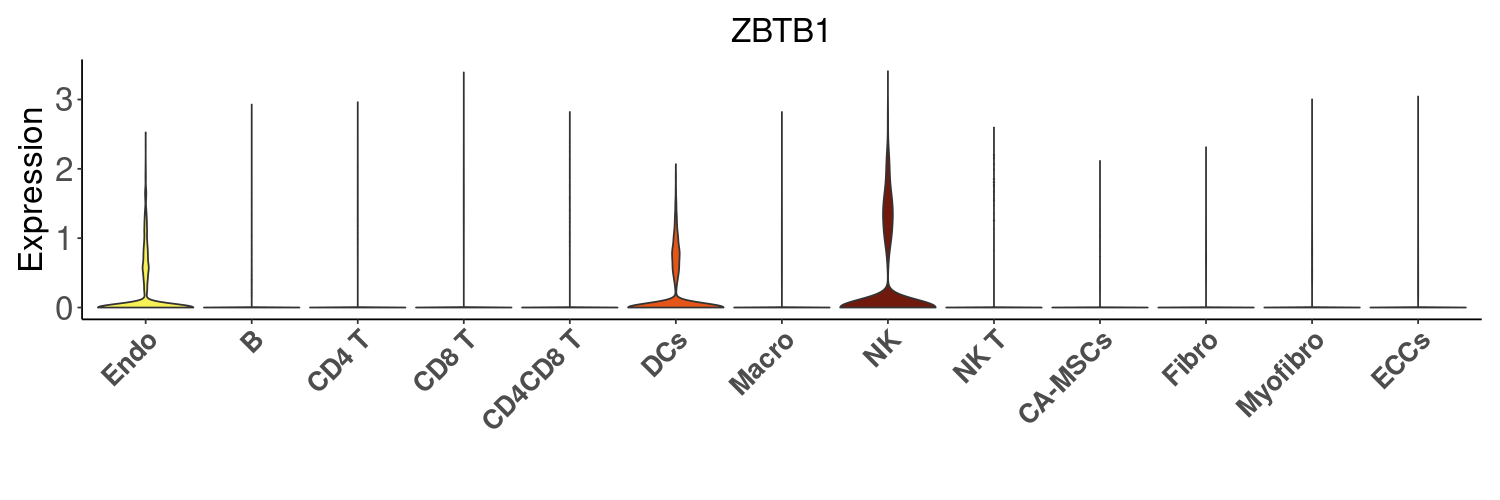 ZBTB1
Expression
3
2
1
0
Endo
B
CD4 T
CD8 T
CD4CD8 T
DCs
Macro
NK
NK T
CA-MSCs
Fibro
Myofibro
ECCs